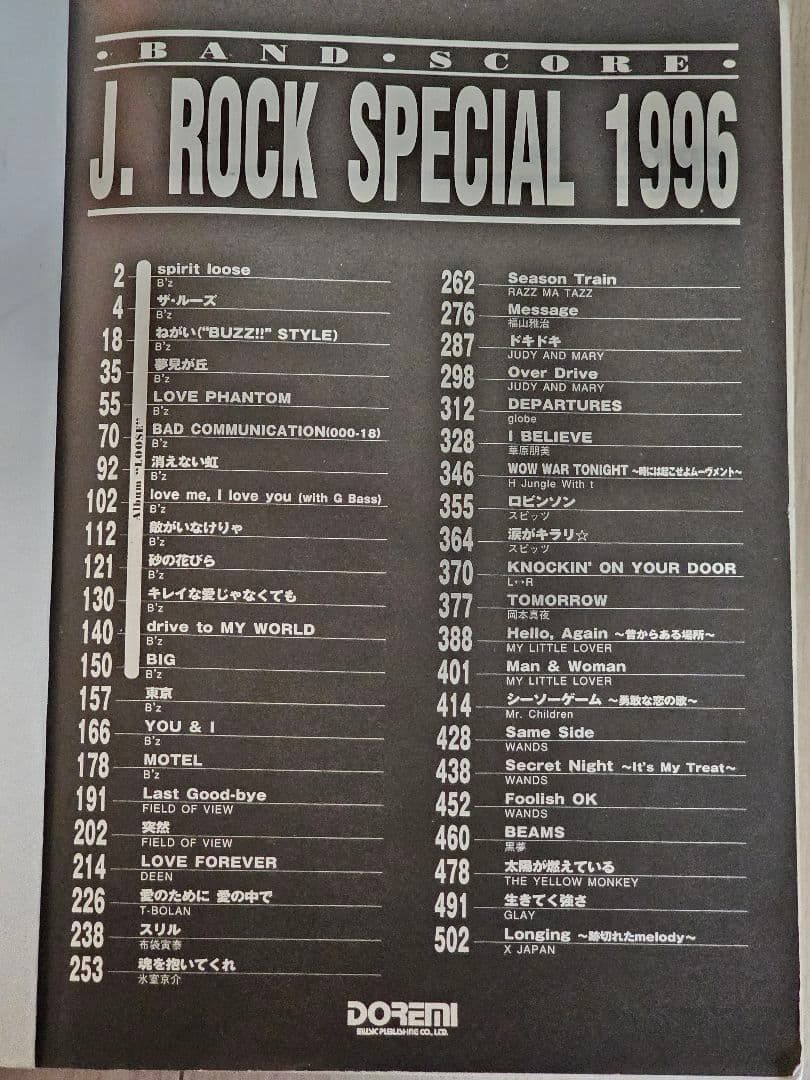 • BAND • SCORE •
J. ROCK SPECIAL 1996
2 spirit loose
B'z
4 ザ・ルーズ
B'z
18 ねがい("BUZZ!!" STYLE)
B'z
35 夢見が丘
B'z
55 LOVE PHANTOM
B'z
70 BAD COMMUNICATION(000-18)
B'z
92 消えない虹
B'z
102 love me, I love you (with G Bass)
B'z
112 敵がいなけりゃ
B'z
121 砂の花びら
B'z
130 キレイな愛じゃなくても
B'z
140 drive to MY WORLD
B'z
150 BIG
B'z
Album "LOOSE"
157 東京
B'z
166 YOU & I
B'z
178 MOTEL
B'z
191 Last Good-bye
FIELD OF VIEW
202 突然
FIELD OF VIEW
214 LOVE FOREVER
DEEN
226 愛のために 愛の中で
T-BOLAN
238 スリル
布袋寅泰
253 魂を抱いてくれ
氷室京介
262 Season Train
RAZZ MA TAZZ
276 Message
福山雅治
287 ドキドキ
JUDY AND MARY
298 Over Drive
JUDY AND MARY
312 DEPARTURES
globe
328 I BELIEVE
華原朋美
346 WOW WAR TONIGHT ～時には起こせよムーヴメント～
H Jungle With t
355 ロビンソン
スピッツ
364 涙がキラリ☆
スピッツ
370 KNOCKIN' ON YOUR DOOR
L↔R
377 TOMORROW
岡本真夜
388 Hello, Again ～昔からある場所～
MY LITTLE LOVER
401 Man & Woman
MY LITTLE LOVER
414 シーソーゲーム ～勇敢な恋の歌～
Mr. Children
428 Same Side
WANDS
438 Secret Night ～It's My Treat～
WANDS
452 Foolish OK
WANDS
460 BEAMS
黒夢
478 太陽が燃えている
THE YELLOW MONKEY
491 生きてく強さ
GLAY
502 Longing ～跡切れたmelody～
X JAPAN
DOREMI
MUSIC PUBLISHING CO., LTD.